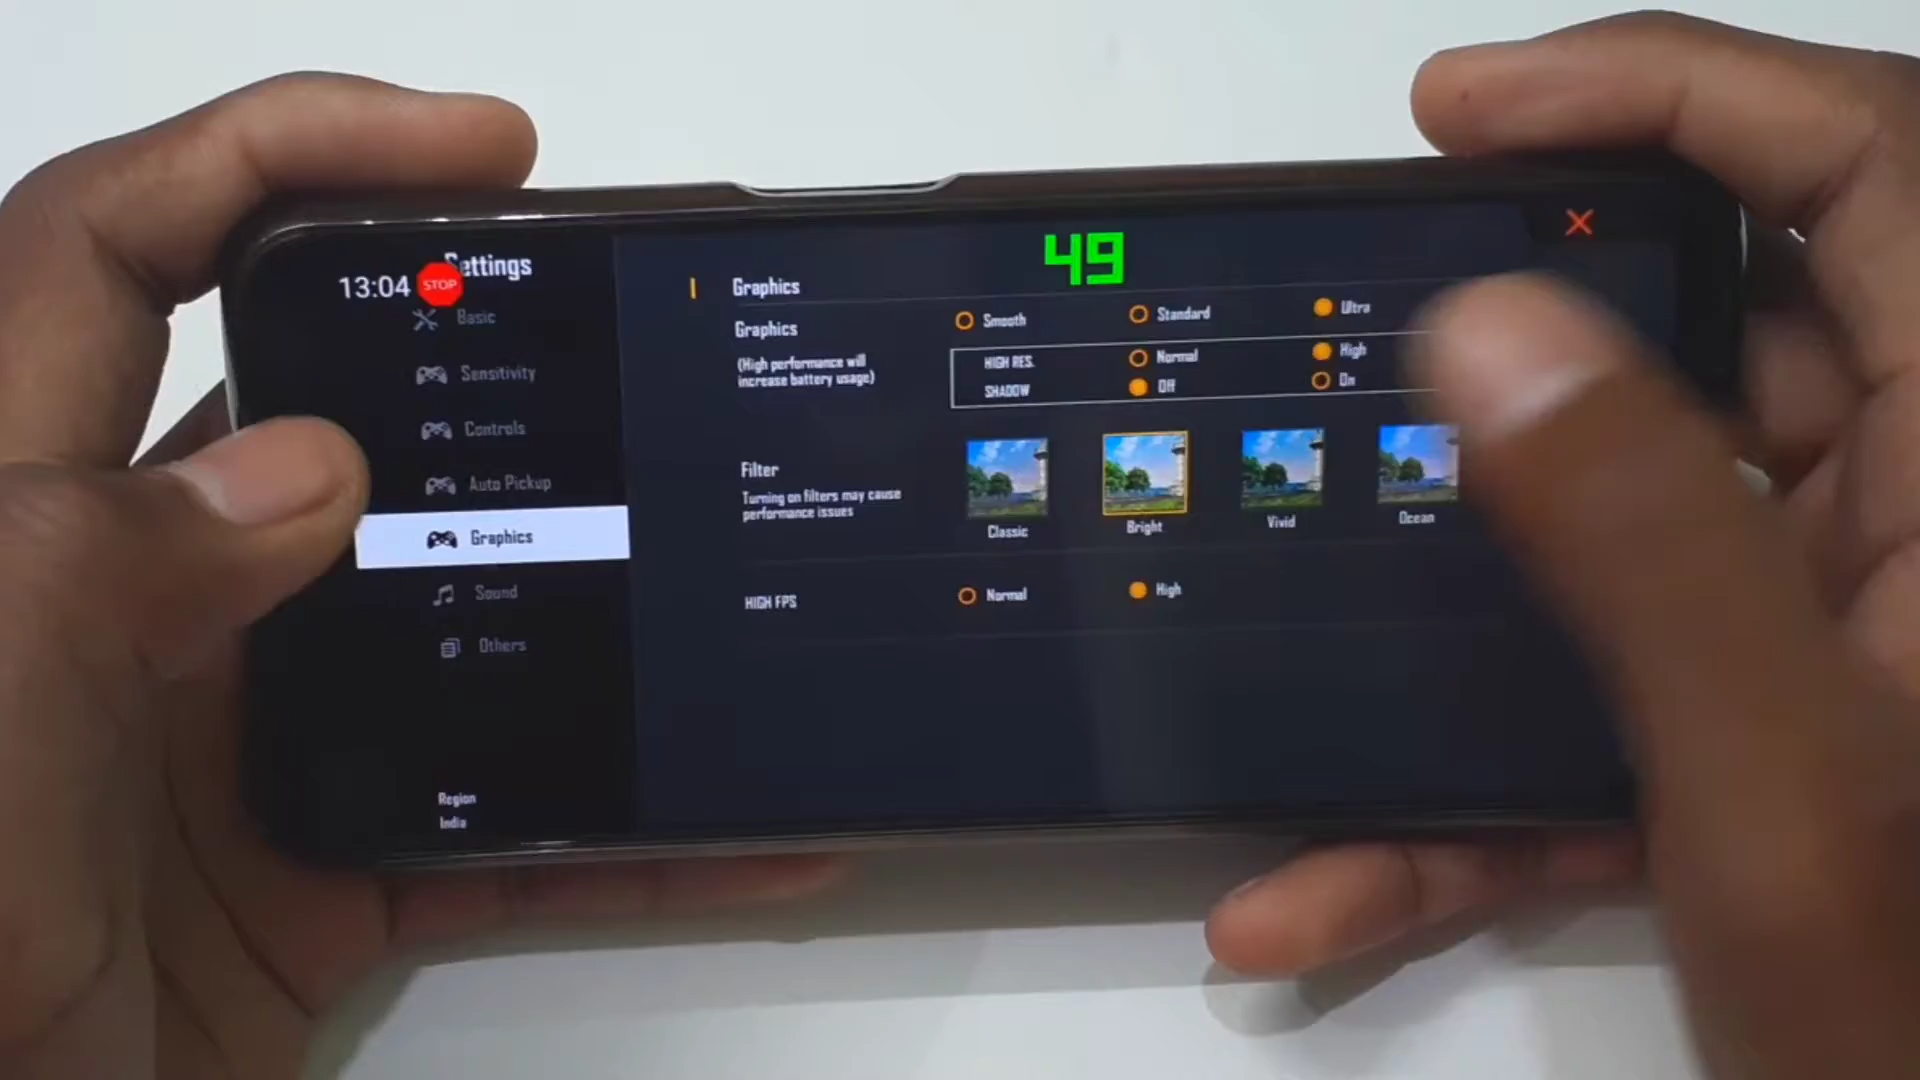 49
Settings
13:04 STOP
Basic
Sensitivity
Controls
Auto Pickup
Graphics
Sound
Others
Region
India
Graphics
Graphics
(High performance will
increase battery usage)
Smooth Standard Ultra
HIGH RES. Normal High
SHADOW Off On
Filter
Turning on filters may cause
performance issues
Classic Bright Vivid Ocean
HIGH FPS Normal High